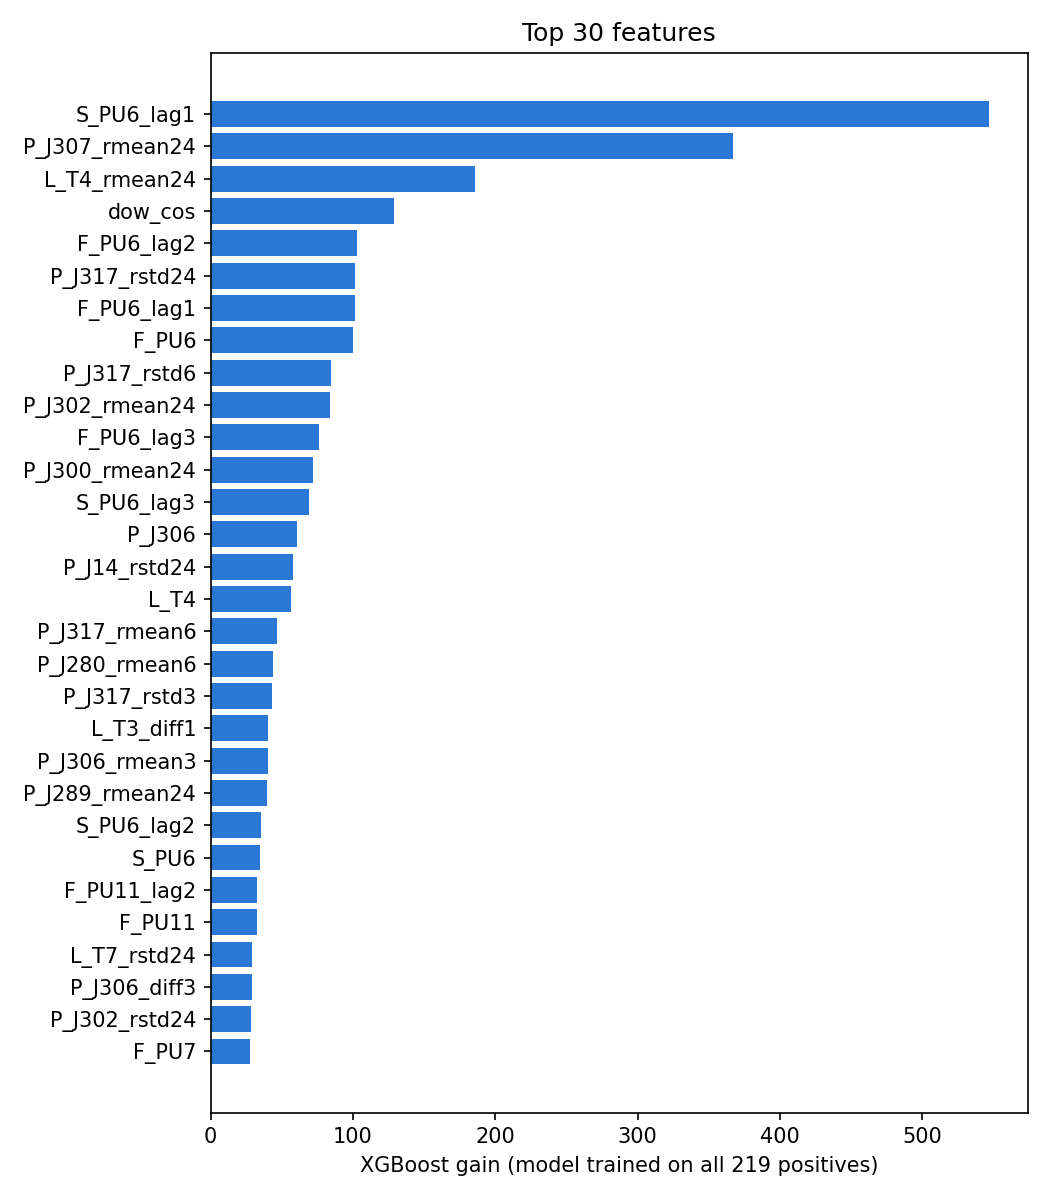 Top 30 features
S_PU6_lag1
P_J307_rmean24
L_T4_rmean24
dow_cos
F_PU6_lag2
P_J317_rstd24
F_PU6_lag1
F_PU6
P_J317_rstd6
P_J302_rmean24
F_PU6_lag3
P_J300_rmean24
S_PU6_lag3
P_J306
P_J14_rstd24
L_T4
P_J317_rmean6
P_J280_rmean6
P_J317_rstd3
L_T3_diff1
P_J306_rmean3
P_J289_rmean24
S_PU6_lag2
S_PU6
F_PU11_lag2
F_PU11
L_T7_rstd24
P_J306_diff3
P_J302_rstd24
F_PU7
0 100 200 300 400 500
XGBoost gain (model trained on all 219 positives)